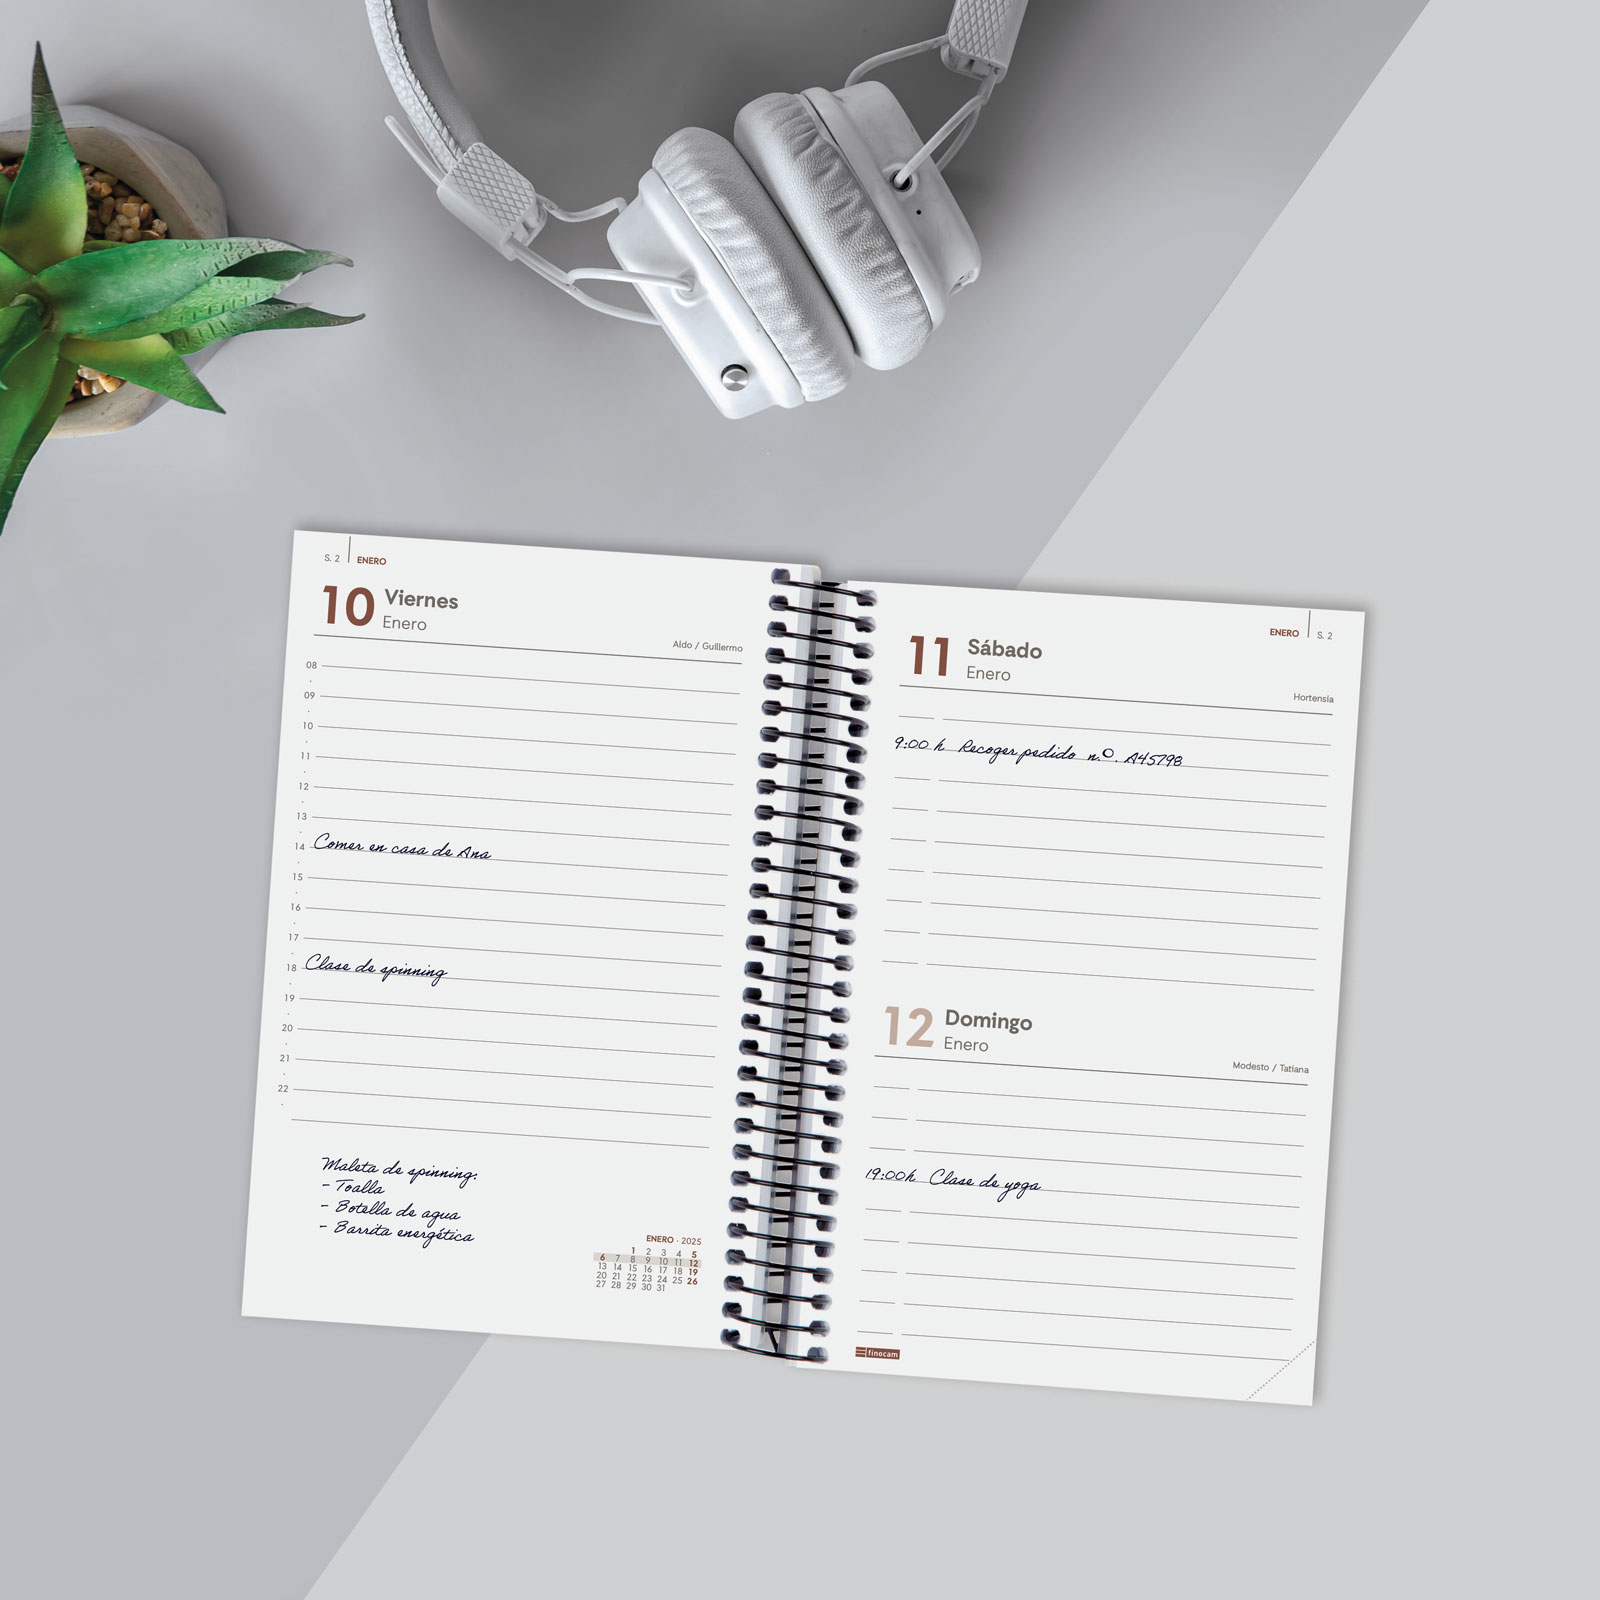 S. 2 ENERO
10 Viernes
Enero
Aldo / Guillermo
08
09
10
11
12
13
14 Comer en casa de Ana
15
16
17
18 Clase de spinning
19
20
21
22
Maleta de spinning:
- Toalla
- Botella de agua
- Barrita energética
ENERO · 2025
1 2 3 4 5
6 7 8 9 10 11 12
13 14 15 16 17 18 19
20 21 22 23 24 25 26
27 28 29 30 31
ENERO S. 2
11 Sábado
Enero
Hortensia
9:00 h Recoger pedido n.º. A45798
12 Domingo
Enero
Modesto / Tatiana
19:00h Clase de yoga
finocam